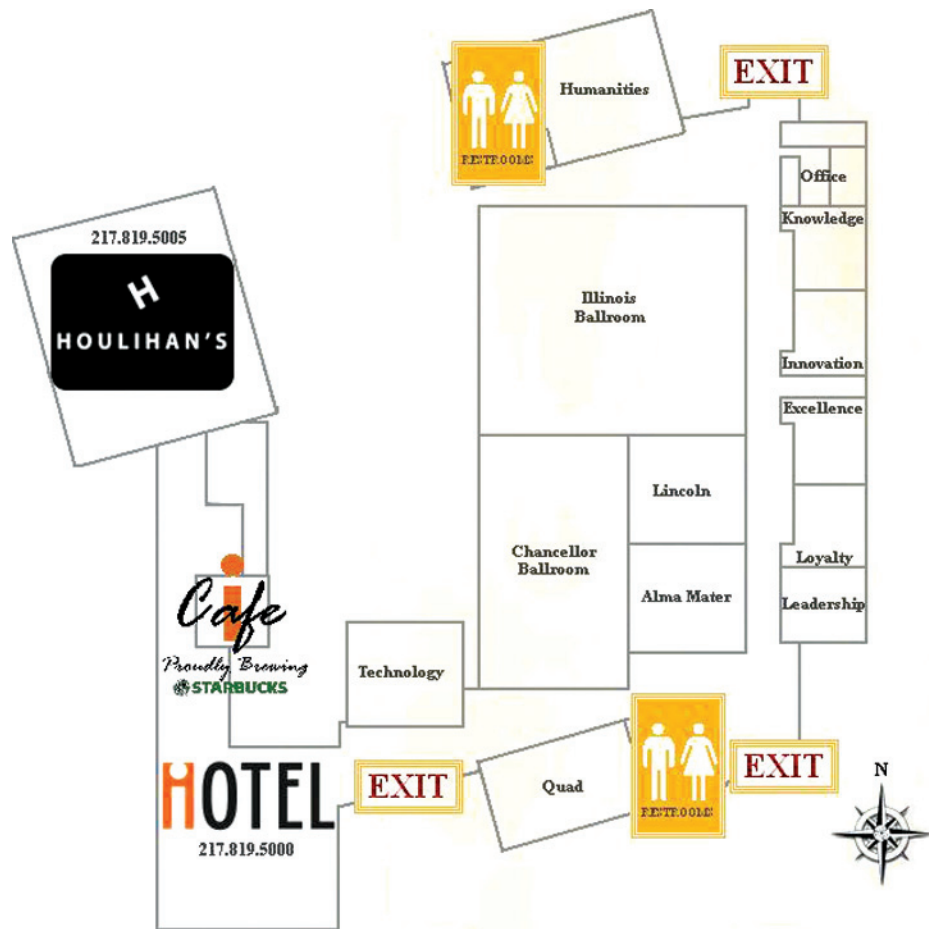 Humanities
EXIT
RESTROOMS
Office
Knowledge
217.819.5005
H
HOULIHAN'S
Illinois
Ballroom
Innovation
Excellence
Lincoln
Chancellor
Ballroom
Loyalty
Alma Mater
Leadership
i
Cafe
Proudly Brewing
STARBUCKS
Technology
HOTEL
217.819.5000
EXIT
Quad
RESTROOMS
EXIT
N